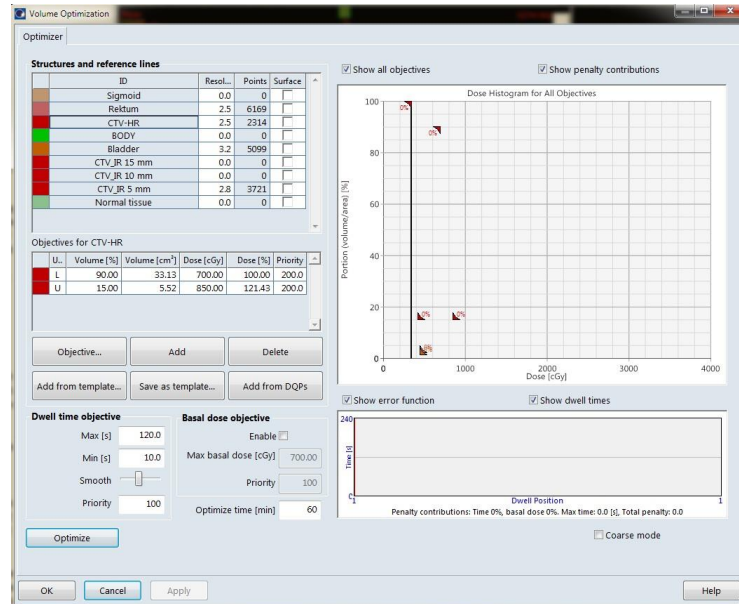 Volume Optimization
Optimizer
Structures and reference lines
ID Resol... Points Surface
Sigmoid 0.0 0
Rektum 2.5 6169
CTV-HR 2.5 2314
BODY 0.0 0
Bladder 3.2 5099
CTV_IR 15 mm 0.0 0
CTV_IR 10 mm 0.0 0
CTV_IR 5 mm 2.8 3721
Normal tissue 0.0 0
Objectives for CTV-HR
U.. Volume [%] Volume [cm³] Dose [cGy] Dose [%] Priority
L 90.00 33.13 700.00 100.00 200.0
U 15.00 5.52 850.00 121.43 200.0
Objective... Add Delete
Add from template... Save as template... Add from DQPs
Dwell time objective
Max [s] 120.0
Min [s] 10.0
Smooth
Priority 100
Basal dose objective
Enable
Max basal dose [cGy] 700.00
Priority 100
Optimize time [min] 60
Optimize
OK Cancel Apply
Show all objectives Show penalty contributions
Dose Histogram for All Objectives
Portion (volume/area) [%]
100
80
60
40
20
0
0%
0%
0% 0%
0 1000 2000 3000 4000
Dose [cGy]
Show error function Show dwell times
240
Time [s]
0
1 Dwell Position 1
Penalty contributions: Time 0%, basal dose 0%. Max time: 0.0 [s], Total penalty: 0.0
Coarse mode
Help